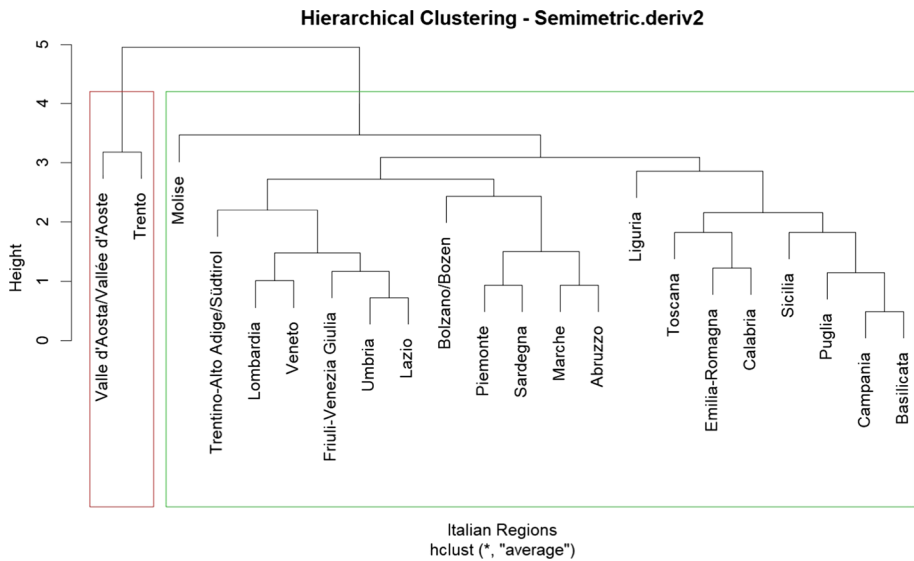 Hierarchical Clustering - Semimetric.deriv2
Height
5
4
3
2
1
0
Valle d'Aosta/Vallée d'Aoste
Trento
Molise
Trentino-Alto Adige/Südtirol
Lombardia
Veneto
Friuli-Venezia Giulia
Umbria
Lazio
Bolzano/Bozen
Piemonte
Sardegna
Marche
Abruzzo
Liguria
Toscana
Emilia-Romagna
Calabria
Sicilia
Puglia
Campania
Basilicata
Italian Regions
hclust (*, "average")